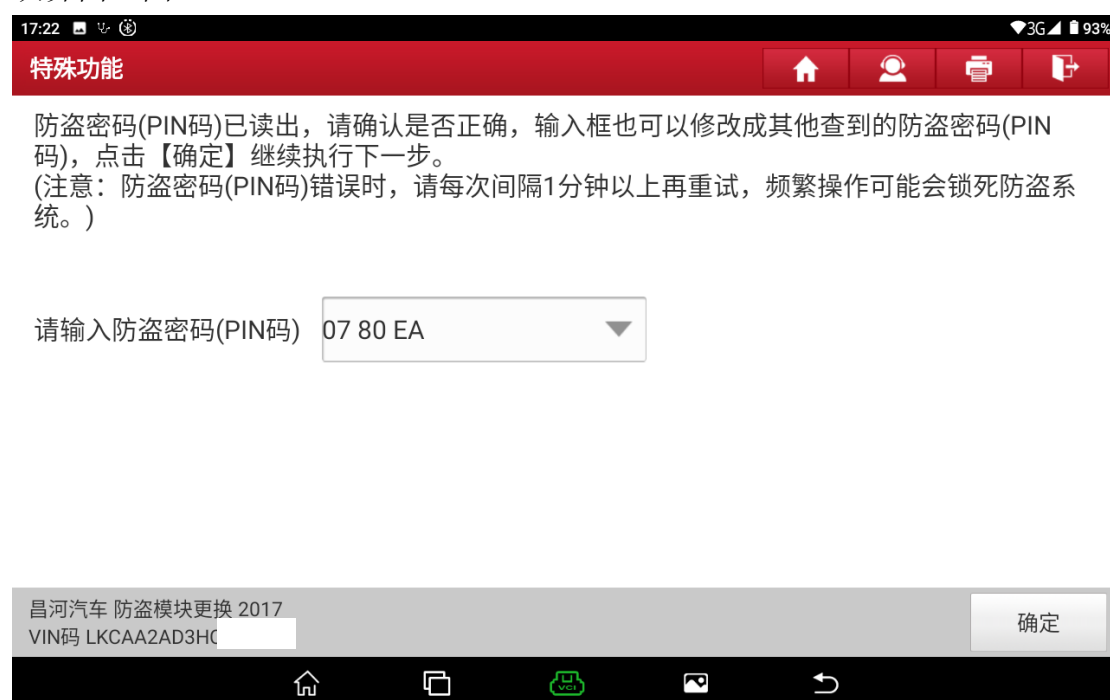 17:22
3G 93%
特殊功能
防盗密码(PIN码)已读出，请确认是否正确，输入框也可以修改成其他查到的防盗密码(PIN
码)，点击【确定】继续执行下一步。
(注意：防盗密码(PIN码)错误时，请每次间隔1分钟以上再重试，频繁操作可能会锁死防盗系
统。)
请输入防盗密码(PIN码) 07 80 EA
昌河汽车 防盗模块更换 2017
VIN码 LKCAA2AD3H
确定
VCI